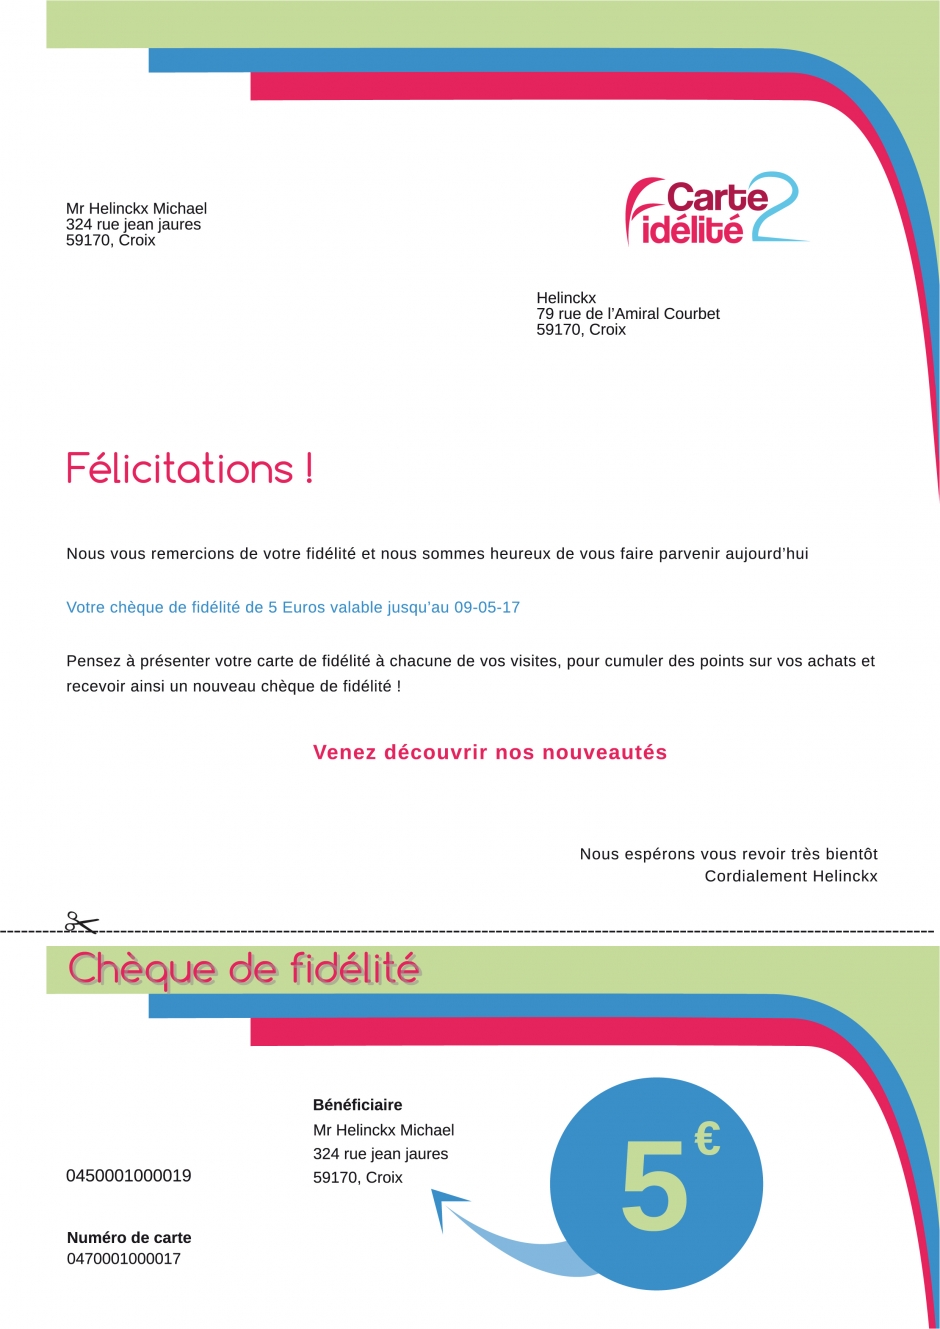 Mr Helinckx Michael
324 rue jean jaures
59170, Croix
Carte 2
Fidélité
Helinckx
79 rue de l’Amiral Courbet
59170, Croix
Félicitations !
Nous vous remercions de votre fidélité et nous sommes heureux de vous faire parvenir aujourd’hui
Votre chèque de fidélité de 5 Euros valable jusqu’au 09-05-17
Pensez à présenter votre carte de fidélité à chacune de vos visites, pour cumuler des points sur vos achats et
recevoir ainsi un nouveau chèque de fidélité !
Venez découvrir nos nouveautés
Nous espérons vous revoir très bientôt
Cordialement Helinckx
Chèque de fidélité
Bénéficiaire
Mr Helinckx Michael
324 rue jean jaures
59170, Croix
5 €
0450001000019
Numéro de carte
0470001000017